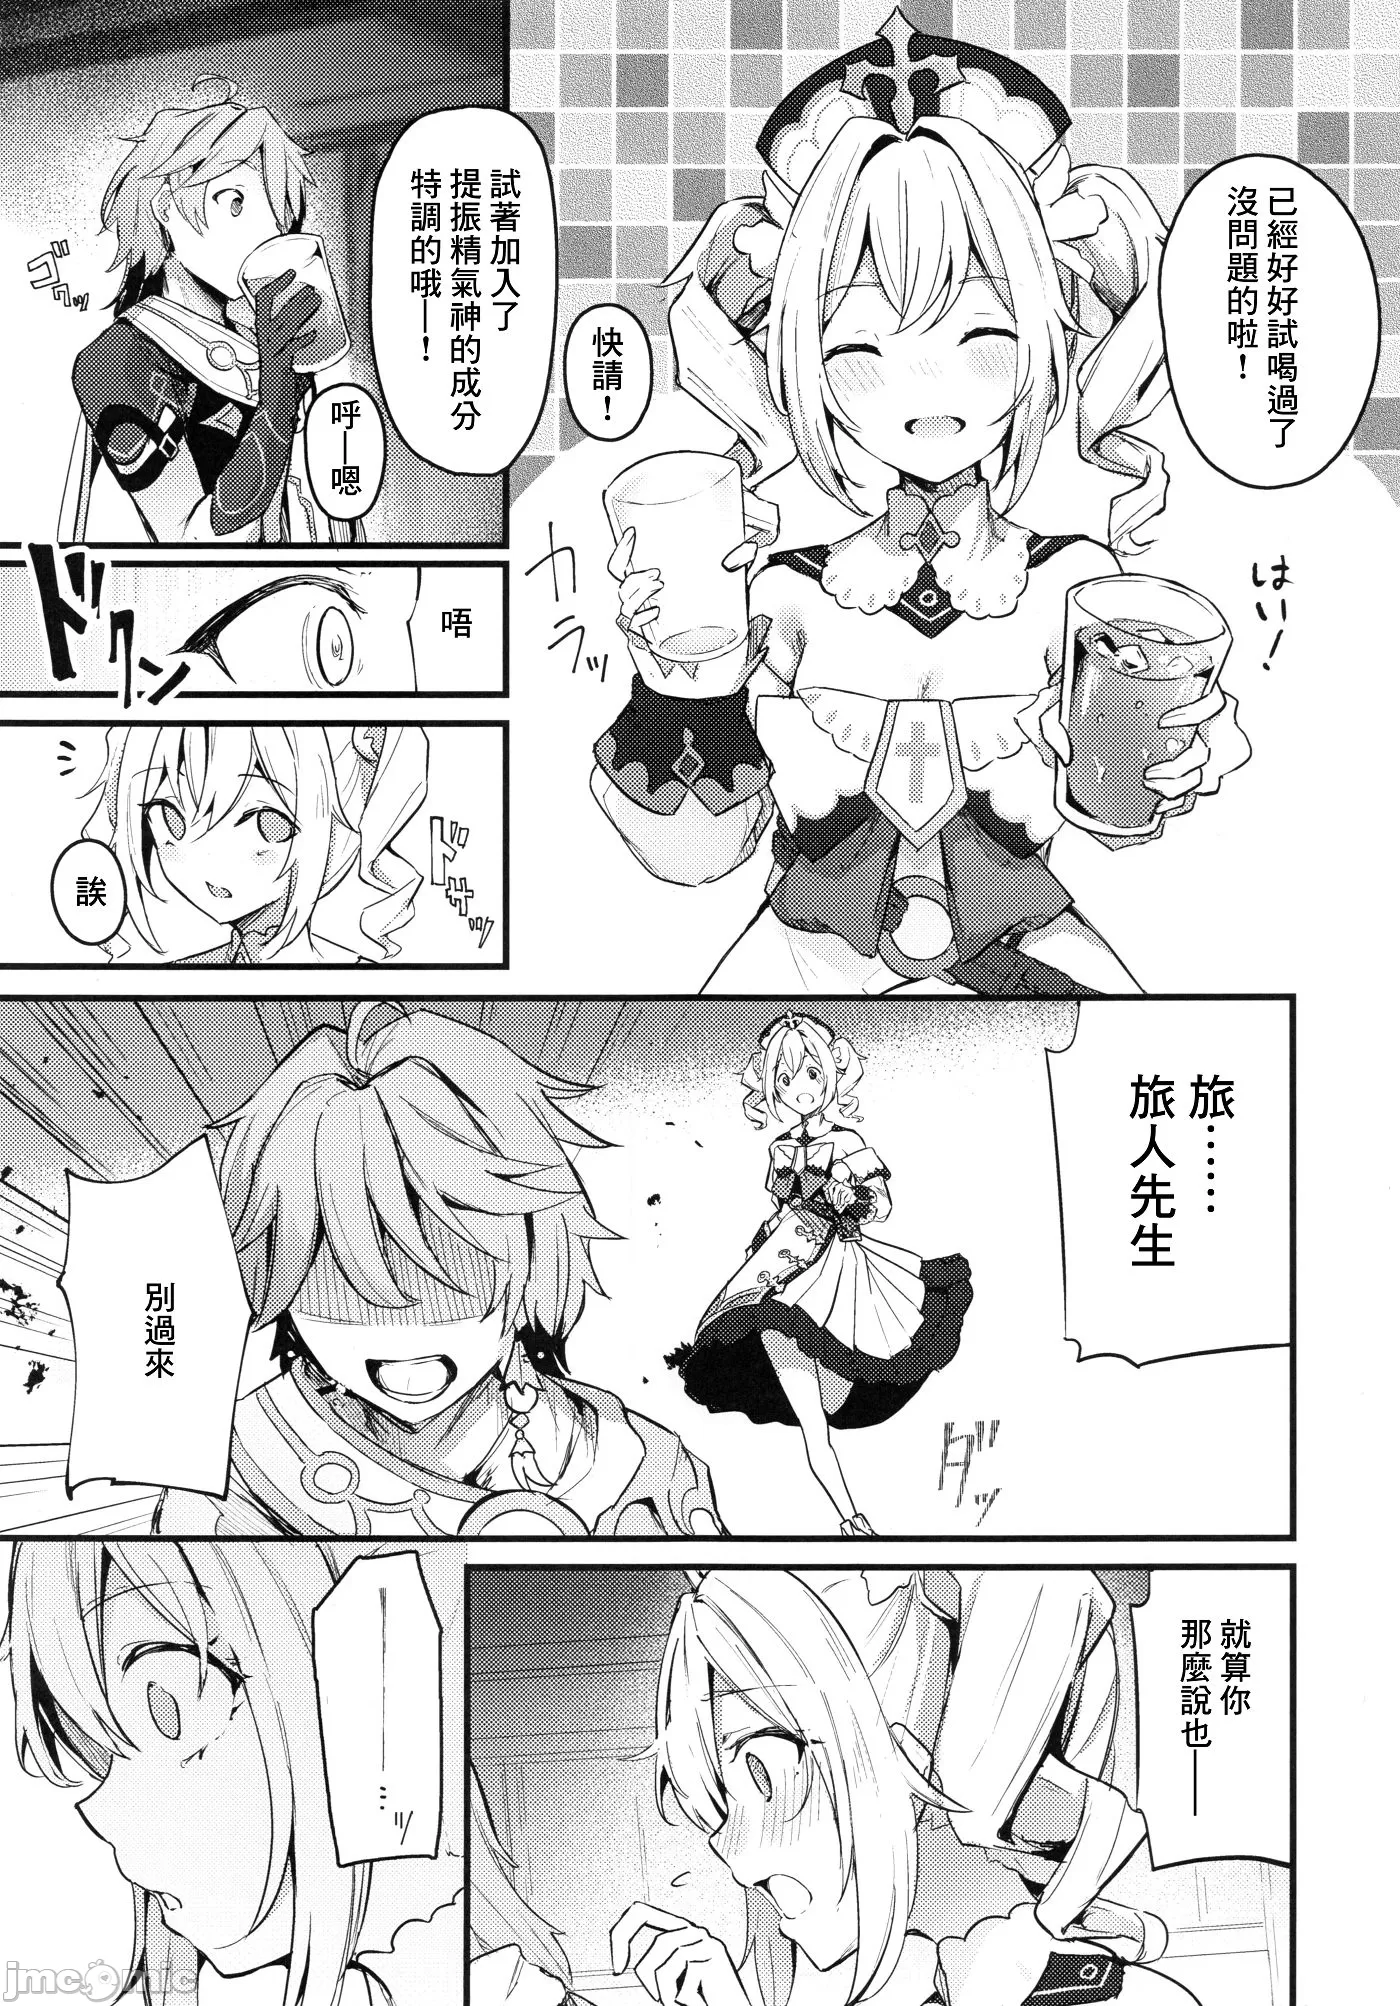 已經好好試喝過了
沒問題的啦！
快請！
はい！
カラッ
試著加入了
提振精氣神的成分
特調的哦—！
呼—嗯
ゴクッ
唔
ドクン
誒
ドサッ
旅……
旅人先生
別過來
ダッ
就算你
那麼說也——
jmcomic